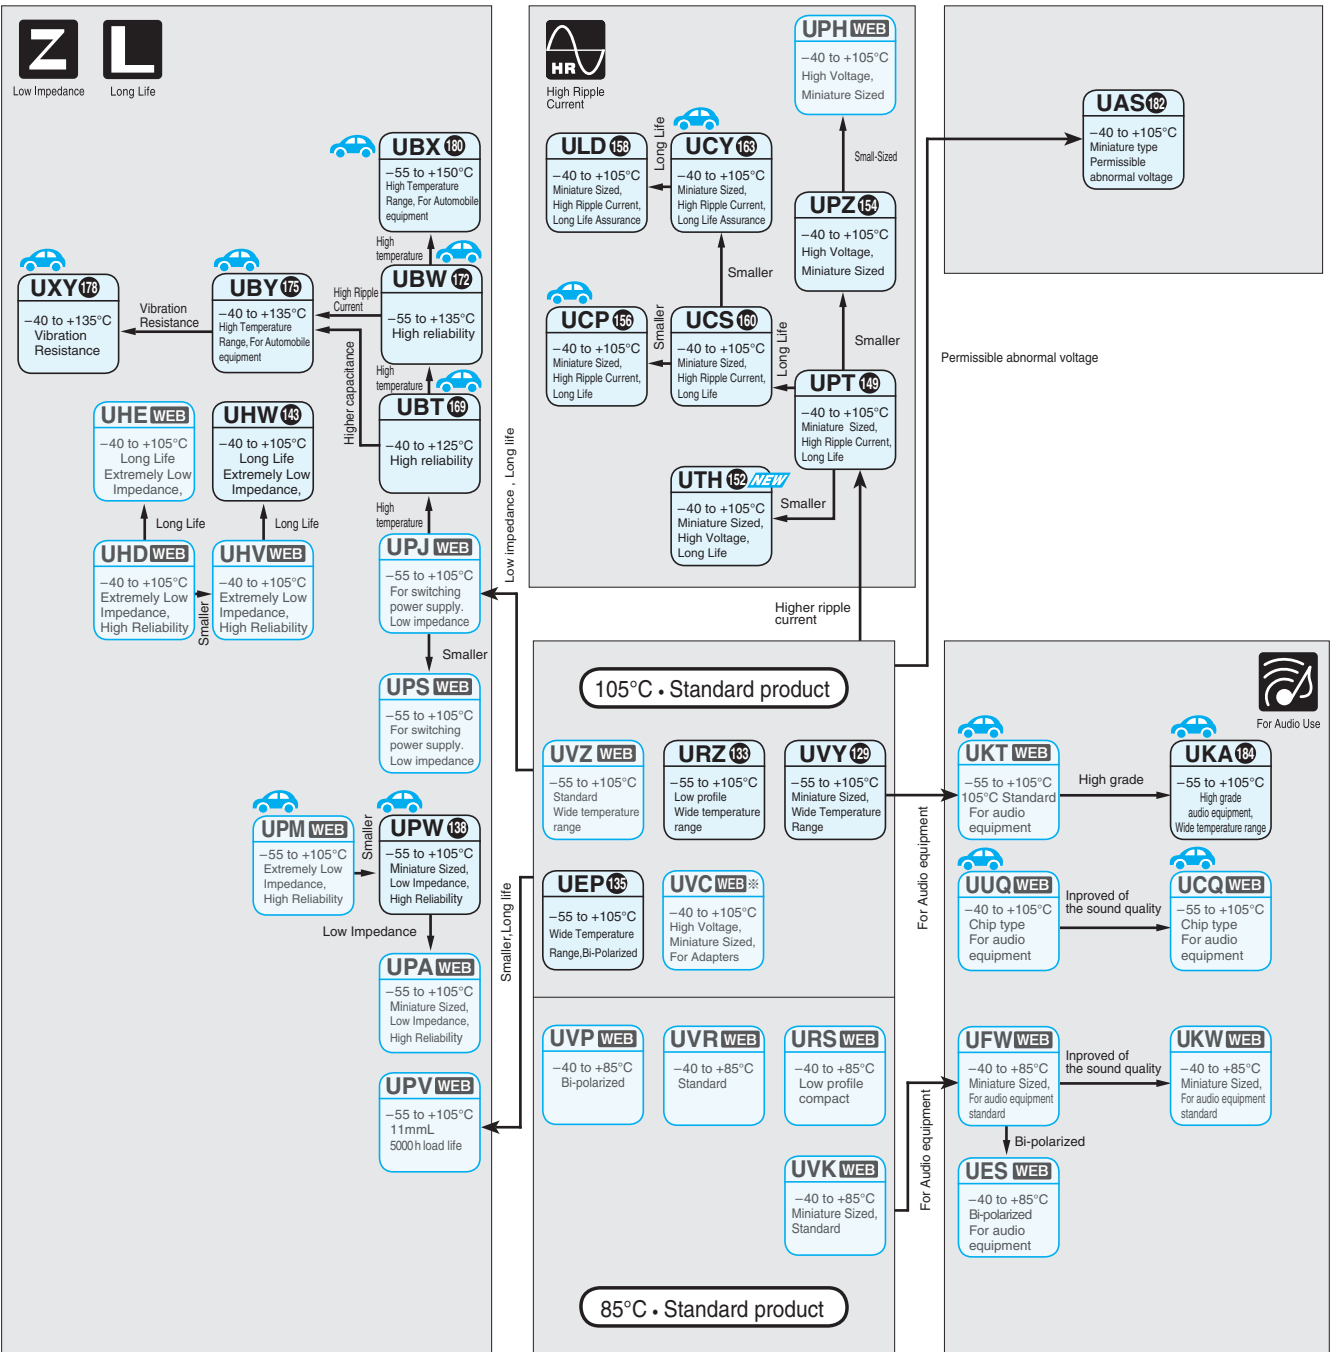 Z
L
Low Impedance
Long Life
UBX 180
−55 to +150°C
High Temperature
Range, For Automobile
equipment
High
temperature
UXY 178
−40 to +135°C
Vibration
Resistance
Vibration
Resistance
UBY 175
−40 to +135°C
High Temperature
Range, For Automobile
equipment
High Ripple
Current
UBW 172
−55 to +135°C
High reliability
High
temperature
Higher capacitance
UBT 169
−40 to +125°C
High reliability
UHE WEB
−40 to +105°C
Long Life
Extremely Low
Impedance,
UHW 143
−40 to +105°C
Long Life
Extremely Low
Impedance,
Long Life
Long Life
High
temperature
UHD WEB
−40 to +105°C
Extremely Low
Impedance,
High Reliability
Smaller
UHV WEB
−40 to +105°C
Extremely Low
Impedance,
High Reliability
UPJ WEB
−55 to +105°C
For switching
power supply.
Low impedance
Smaller
UPS WEB
−55 to +105°C
For switching
power supply.
Low impedance
UPM WEB
−55 to +105°C
Extremely Low
Impedance,
High Reliability
Smaller
UPW 138
−55 to +105°C
Miniature Sized,
Low Impedance,
High Reliability
Low Impedance
UPA WEB
−55 to +105°C
Miniature Sized,
Low Impedance,
High Reliability
UPV WEB
−55 to +105°C
11mmL
5000h load life
Low impedance , Long life
Smaller,Long life
HR
High Ripple
Current
UPH WEB
−40 to +105°C
High Voltage,
Miniature Sized
Small-Sized
ULD 158
−40 to +105°C
Miniature Sized,
High Ripple Current,
Long Life Assurance
Long Life
UCY 163
−40 to +105°C
Miniature Sized,
High Ripple Current,
Long Life Assurance
UPZ 154
−40 to +105°C
High Voltage,
Miniature Sized
Smaller
Smaller
UCP 156
−40 to +105°C
Miniature Sized,
High Ripple Current,
Long Life
Smaller
UCS 160
−40 to +105°C
Miniature Sized,
High Ripple Current,
Long Life
Long Life
UPT 149
−40 to +105°C
Miniature Sized,
High Ripple Current,
Long Life
UTH 152 NEW
−40 to +105°C
Miniature Sized,
High Voltage,
Long Life
Smaller
Higher ripple
current
UAS 182
−40 to +105°C
Miniature type
Permissible
abnormal voltage
Permissible abnormal voltage
105°C • Standard product
UVZ WEB
−55 to +105°C
Standard
Wide temperature
range
URZ 133
−55 to +105°C
Low profile
Wide temperature
range
UVY 129
−55 to +105°C
Miniature Sized,
Wide Temperature
Range
UEP 135
−55 to +105°C
Wide Temperature
Range,Bi-Polarized
UVC WEB ※
−40 to +105°C
High Voltage,
Miniature Sized,
For Adapters
UVP WEB
−40 to +85°C
Bi-polarized
UVR WEB
−40 to +85°C
Standard
URS WEB
−40 to +85°C
Low profile
compact
UVK WEB
−40 to +85°C
Miniature Sized,
Standard
85°C • Standard product
For Audio equipment
For Audio equipment
For Audio Use
UKT WEB
−55 to +105°C
105°C Standard
For audio
equipment
High grade
UKA 184
−55 to +105°C
High grade
audio equipment,
Wide temperature range
UUQ WEB
−40 to +105°C
Chip type
For audio
equipment
Inproved of
the sound quality
UCQ WEB
−55 to +105°C
Chip type
For audio
equipment
UFW WEB
−40 to +85°C
Miniature Sized,
For audio equipment
standard
Inproved of
the sound quality
UKW WEB
−40 to +85°C
Miniature Sized,
For audio equipment
standard
Bi-polarized
UES WEB
−40 to +85°C
Bi-polarized
For audio
equipment